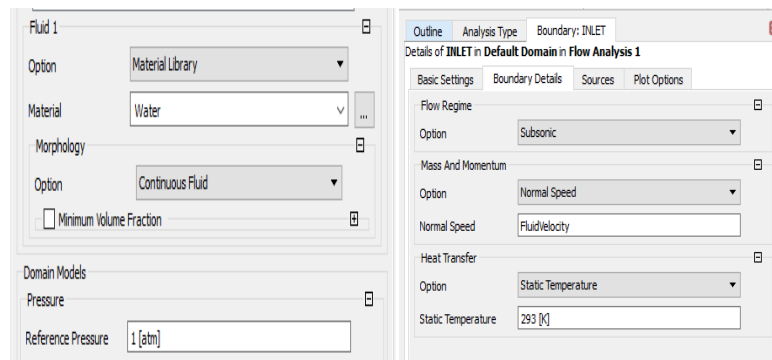 Fluid 1
Option Material Library
Material Water ...
Morphology
Option Continuous Fluid
Minimum Volume Fraction
Domain Models
Pressure
Reference Pressure 1 [atm]
Outline Analysis Type Boundary: INLET
Details of INLET in Default Domain in Flow Analysis 1
Basic Settings Boundary Details Sources Plot Options
Flow Regime
Option Subsonic
Mass And Momentum
Option Normal Speed
Normal Speed FluidVelocity
Heat Transfer
Option Static Temperature
Static Temperature 293 [K]